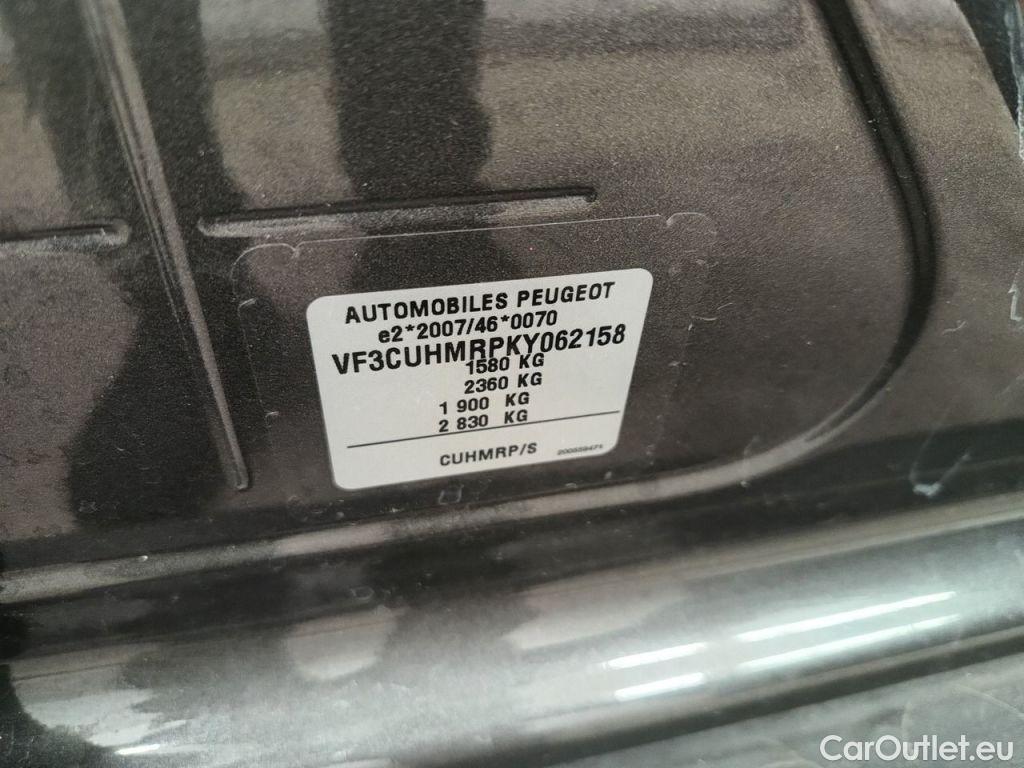 AUTOMOBILES PEUGEOT
e2*2007/46*0070
VF3CUHMRPKY062158
1580 KG
2360 KG
1 900 KG
2 830 KG
CUHMRP/S
CarOutlet.eu